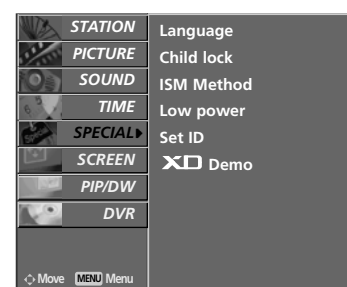 STATION
PICTURE
SOUND
TIME
SPECIAL
SCREEN
PIP/DW
DVR
Move MENU Menu
Language
Child lock
ISM Method
Low power
Set ID
XD Demo